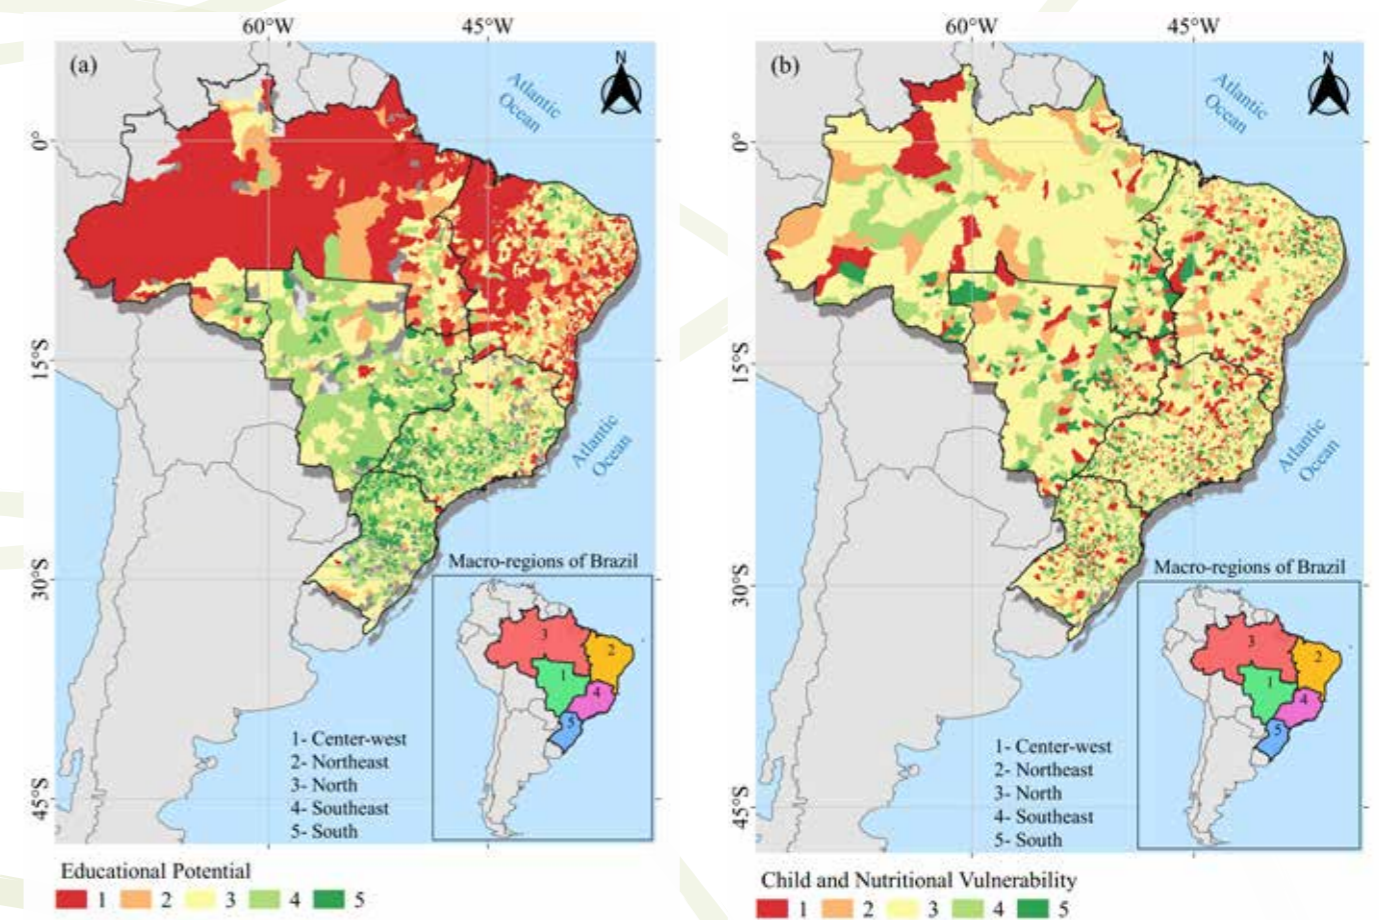 60°W
45°W
(a)
N
Atlantic
Ocean
0°
15°S
Atlantic
Ocean
30°S
Macro-regions of Brazil
3
2
1
4
5
45°S
1- Center-west
2- Northeast
3- North
4- Southeast
5- South
Educational Potential
1 2 3 4 5
60°W
45°W
(b)
N
Atlantic
Ocean
0°
15°S
Atlantic
Ocean
30°S
Macro-regions of Brazil
3
2
1
4
5
45°S
1- Center-west
2- Northeast
3- North
4- Southeast
5- South
Child and Nutritional Vulnerability
1 2 3 4 5